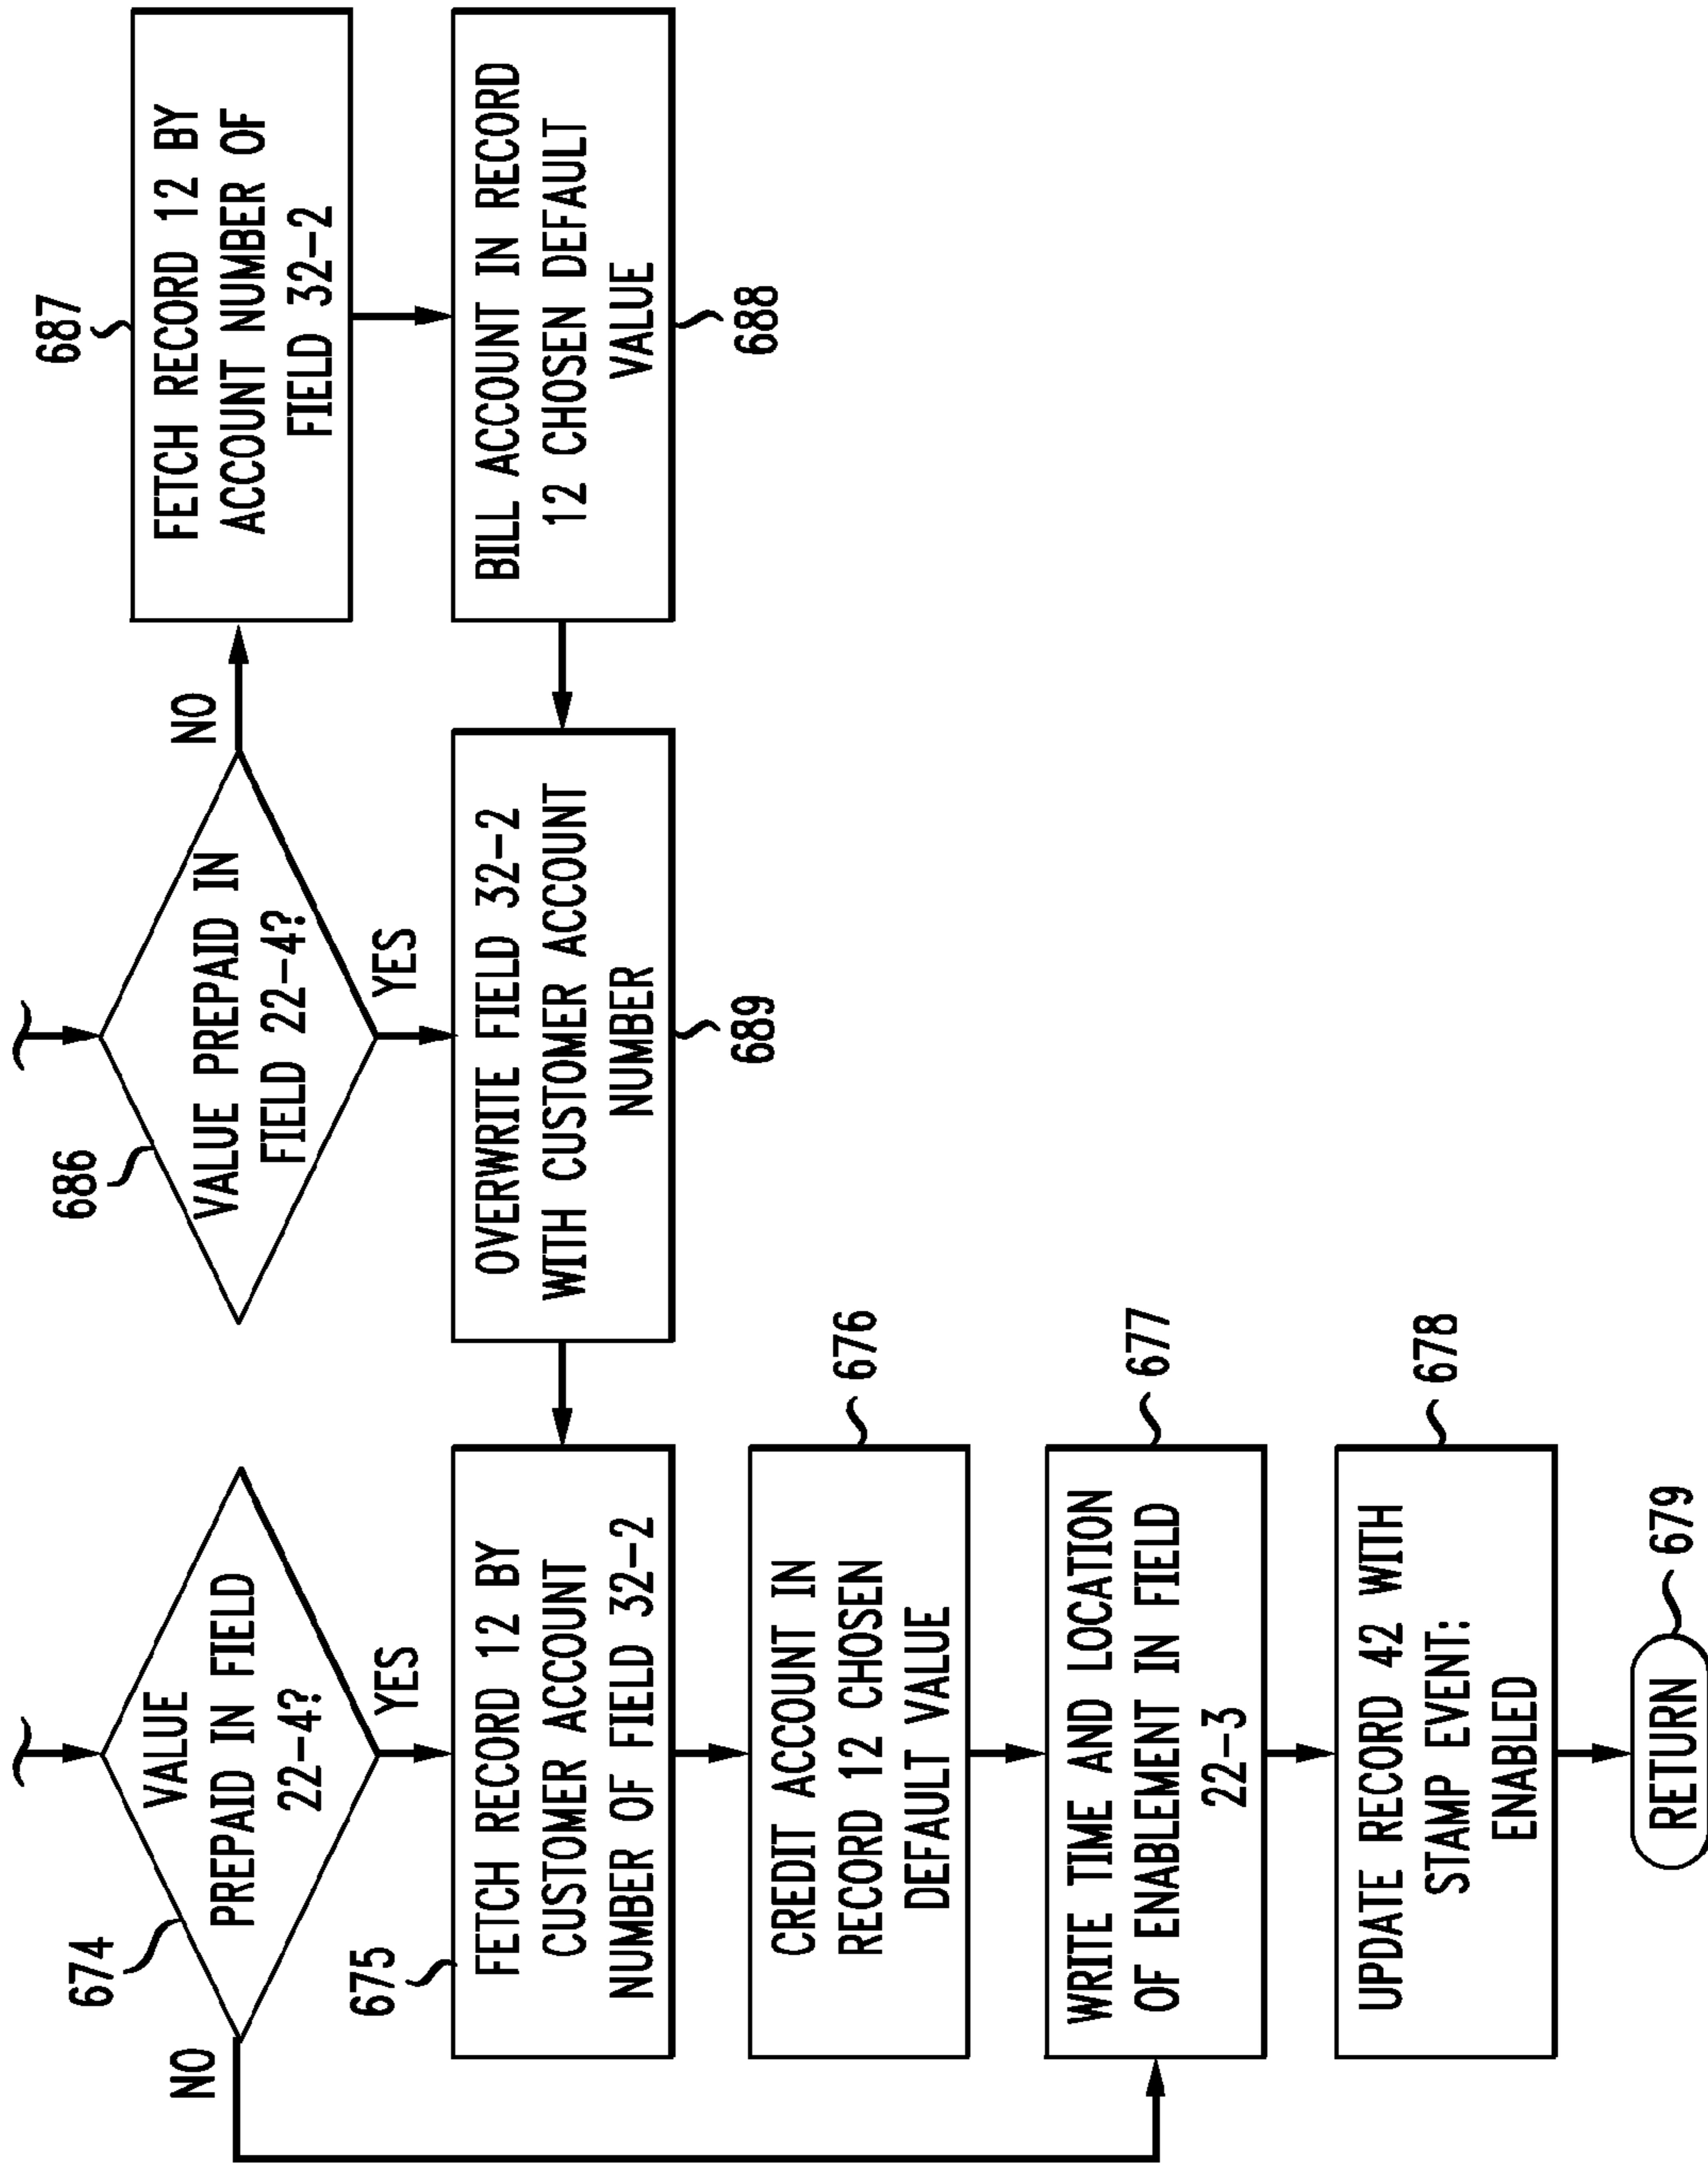 674
VALUE
PREPAID IN FIELD
22-4?
NO
YES
675
FETCH RECORD 12 BY
CUSTOMER ACCOUNT
NUMBER OF FIELD 32-2
CREDIT ACCOUNT IN
RECORD 12 CHOSEN
DEFAULT VALUE
676
WRITE TIME AND LOCATION
OF ENABLEMENT IN FIELD
22-3
677
UPDATE RECORD 42 WITH
STAMP EVENT:
ENABLED
678
RETURN
679
686
VALUE PREPAID IN
FIELD 22-4?
NO
YES
OVERWRITE FIELD 32-2
WITH CUSTOMER ACCOUNT
NUMBER
689
687
FETCH RECORD 12 BY
ACCOUNT NUMBER OF
FIELD 32-2
BILL ACCOUNT IN RECORD
12 CHOSEN DEFAULT
VALUE
688